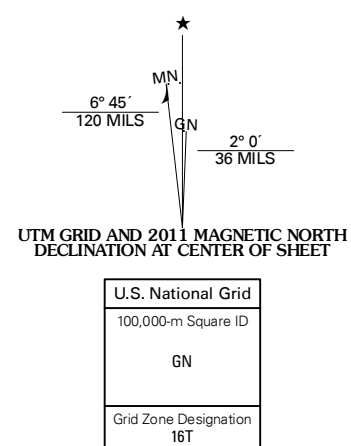 ★
M.N.
6° 45´
120 MILS
GN
2° 0´
36 MILS
UTM GRID AND 2011 MAGNETIC NORTH
DECLINATION AT CENTER OF SHEET
U.S. National Grid
100,000-m Square ID
GN
Grid Zone Designation
16T